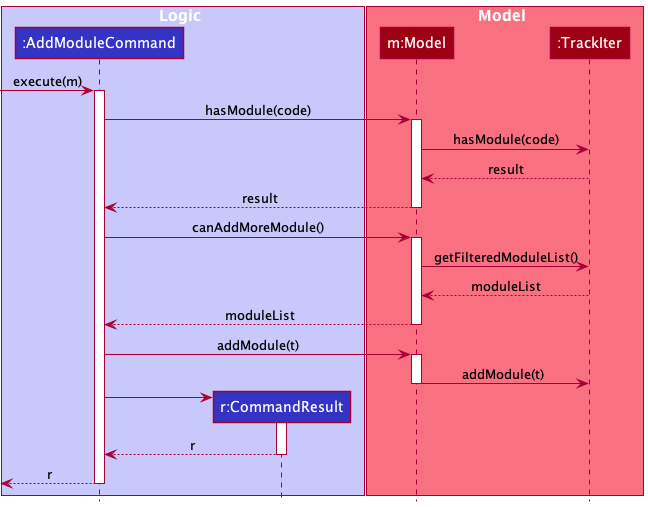 Logic
Model
:AddModuleCommand
m:Model
:TrackIter
execute(m)
hasModule(code)
hasModule(code)
result
result
canAddMoreModule()
getFilteredModuleList()
moduleList
moduleList
addModule(t)
addModule(t)
r:CommandResult
r
r